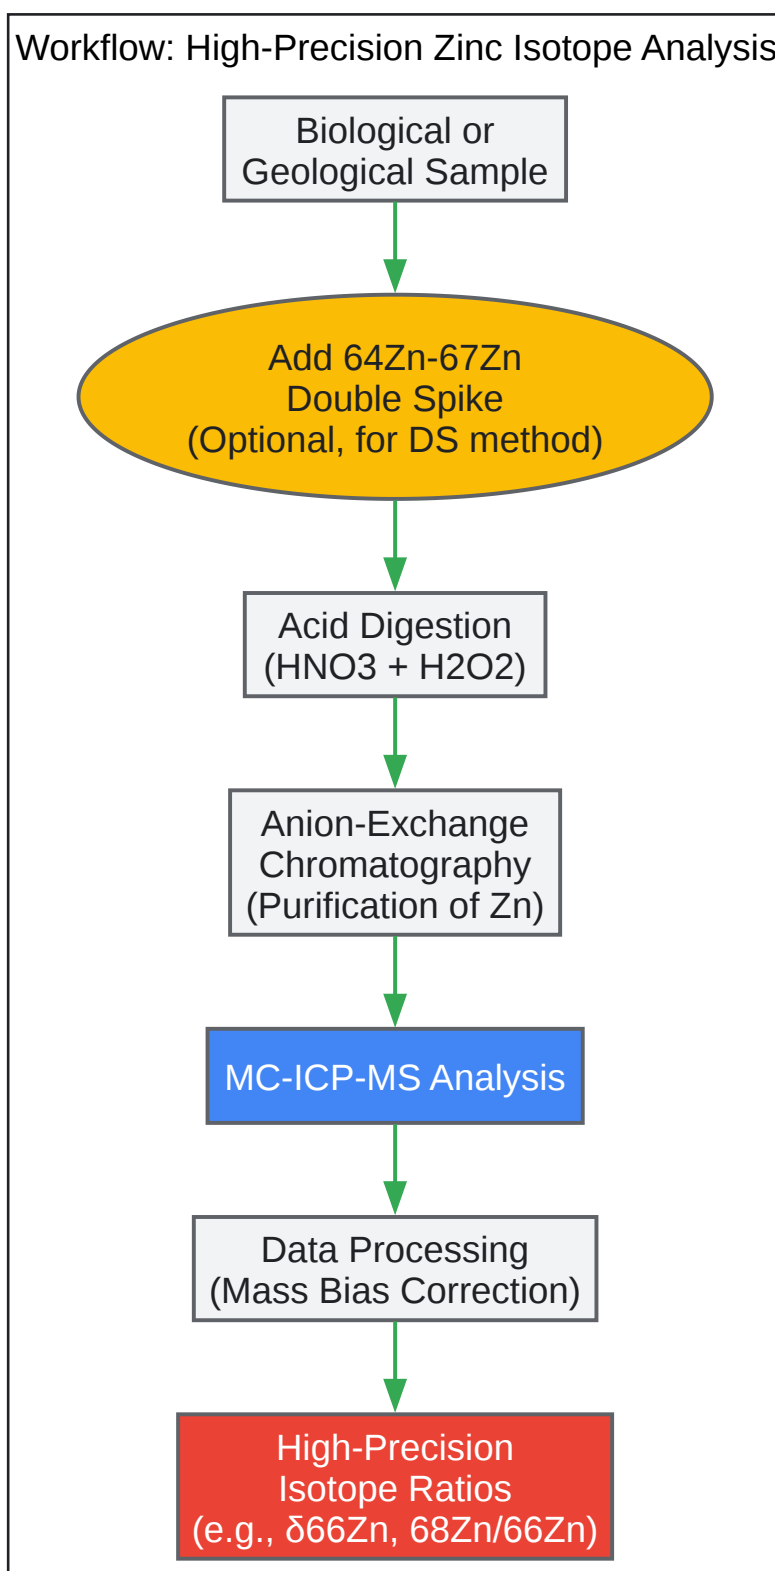 Workflow: High-Precision Zinc Isotope Analysis
Biological or
Geological Sample
Add 64Zn-67Zn
Double Spike
(Optional, for DS method)
Acid Digestion
(HNO3 + H2O2)
Anion-Exchange
Chromatography
(Purification of Zn)
MC-ICP-MS Analysis
Data Processing
(Mass Bias Correction)
High-Precision
Isotope Ratios
(e.g., δ66Zn, 68Zn/66Zn)